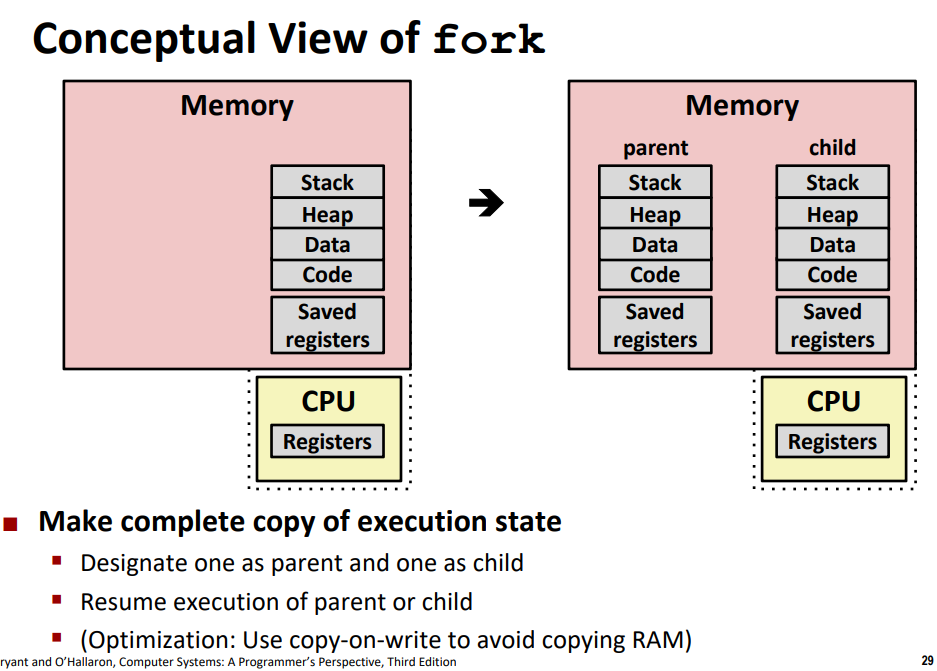 Conceptual View of fork
Memory
Stack
Heap
Data
Code
Saved
registers
CPU
Registers
Memory
parent
child
Stack
Stack
Heap
Heap
Data
Data
Code
Code
Saved
registers
Saved
registers
CPU
Registers
Make complete copy of execution state
Designate one as parent and one as child
Resume execution of parent or child
(Optimization: Use copy-on-write to avoid copying RAM)
ryant and O’Hallaron, Computer Systems: A Programmer’s Perspective, Third Edition
29